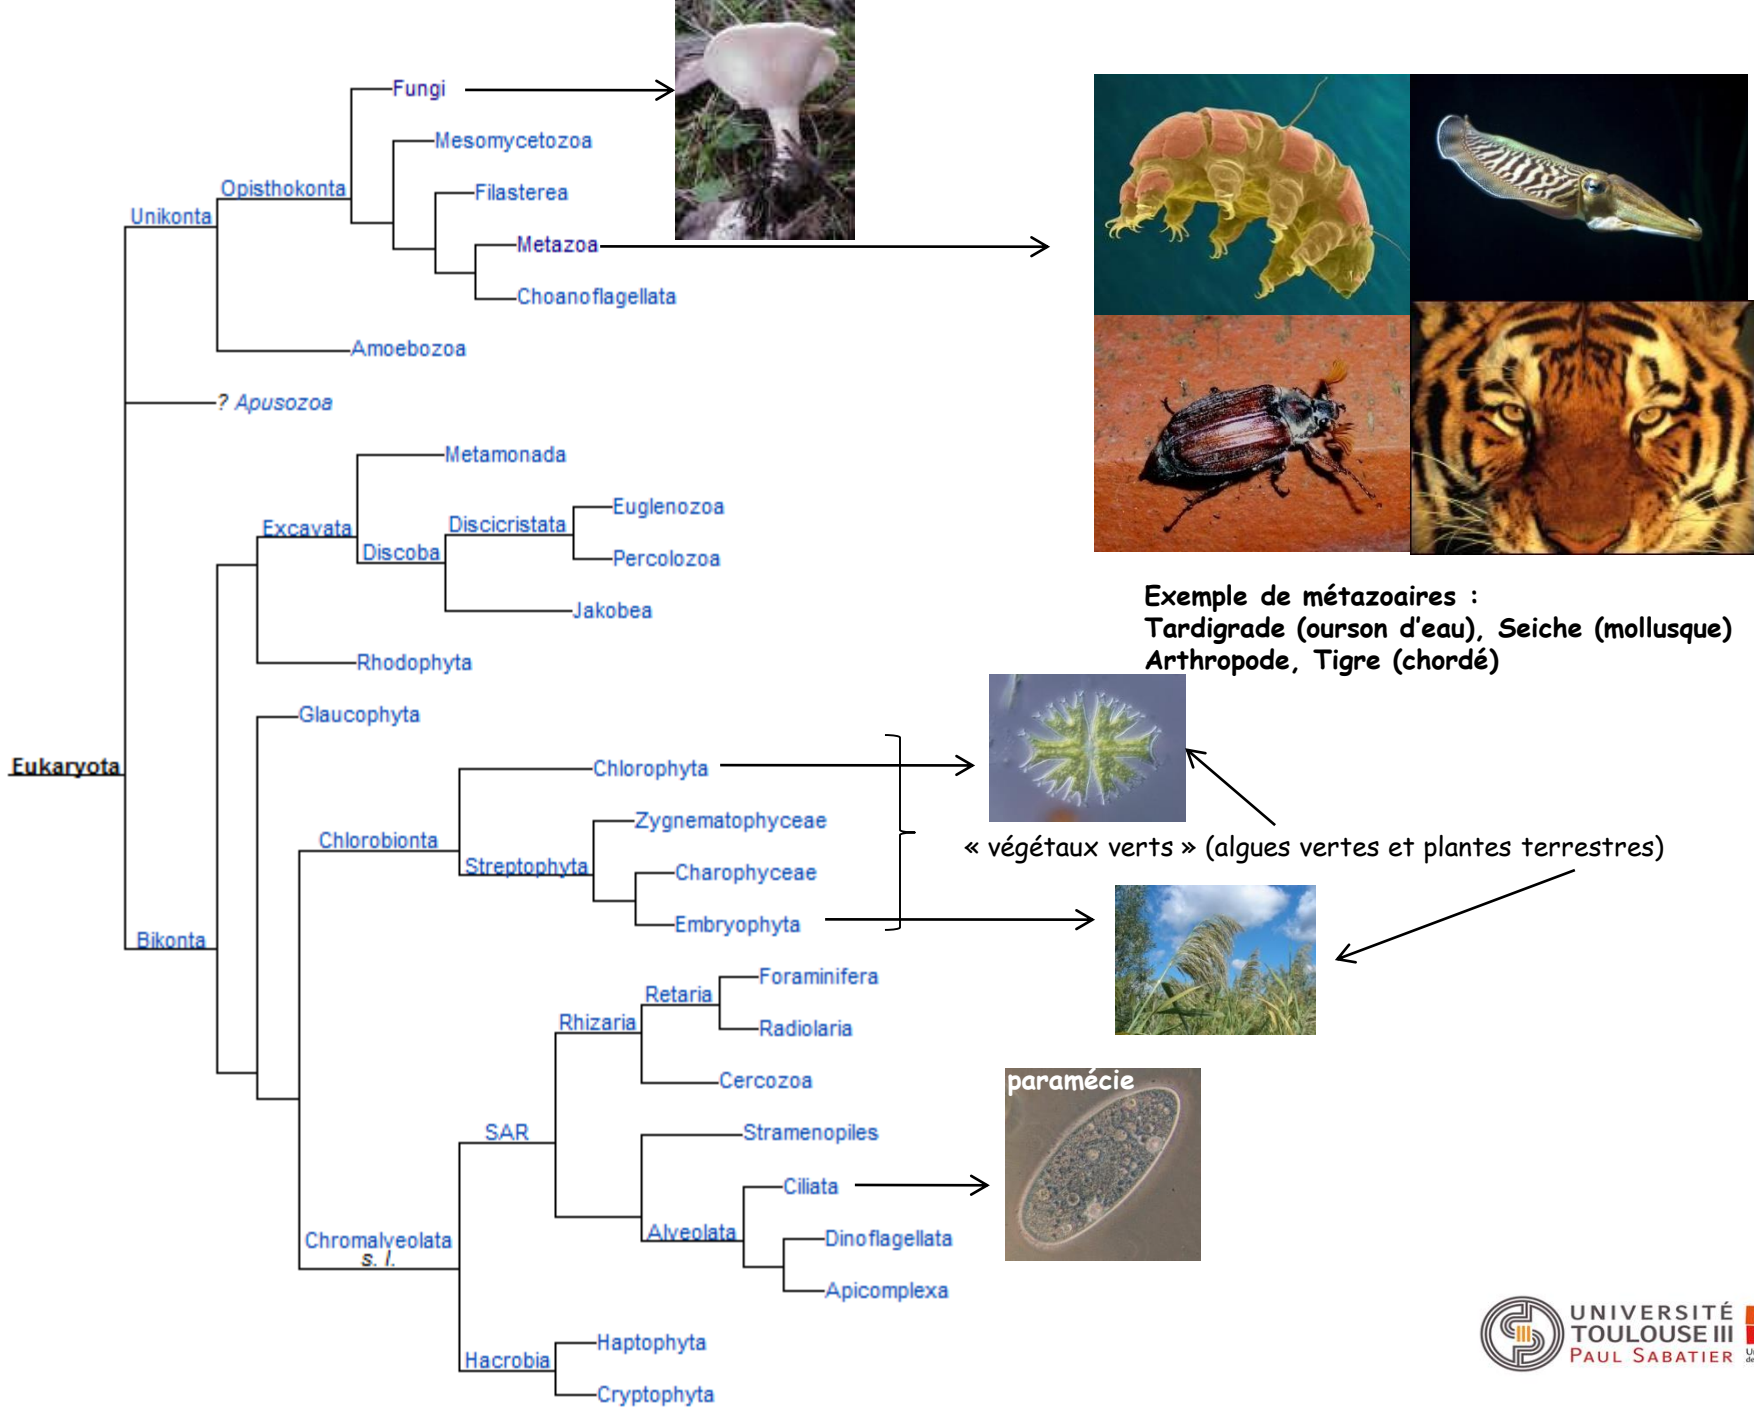 Fungi
Mesomycetozoa
Opisthokonta
Filasterea
Unikonta
Metazoa
Choanoflagellata
Amoebozoa
? Apusozoa
Metamonada
Euglenozoa
Excavata
Discicristata
Discoba
Percolozoa
Jakobea
Exemple de métazoaires :
Tardigrade (ourson d'eau), Seiche (mollusque)
Arthropode, Tigre (chordé)
Rhodophyta
Glaucophyta
Eukaryota
Chlorophyta
Zygnematophyceae
Chlorobionta
« végétaux verts » (algues vertes et plantes terrestres)
Streptophyta
Charophyceae
Embryophyta
Bikonta
Foraminifera
Retaria
Rhizaria
Radiolaria
Cercozoa
paramécie
SAR
Stramenopiles
Ciliata
Alveolata
Dinoflagellata
Chromalveolata
s. l.
Apicomplexa
Haptophyta
Hacrobia
Cryptophyta
UNIVERSITÉ
TOULOUSE III
PAUL SABATIER